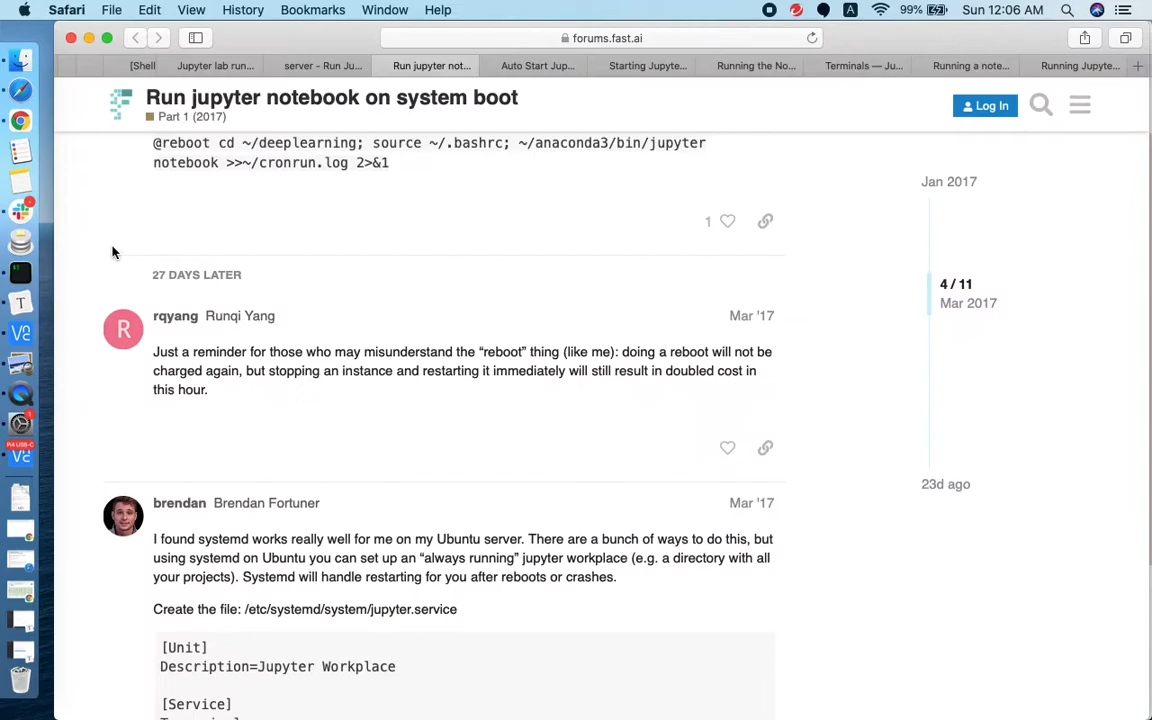 Safari File Edit View History Bookmarks Window Help A 99% Sun 12:06 AM
forums.fast.ai
[Shell Jupyter lab run... server - Run Ju... Run jupyter not... Auto Start Jup... Starting Jupyte... Running the No... Terminals — Ju... Running a note... Running Jupyte...
Run jupyter notebook on system boot
Part 1 (2017)
Log In
@reboot cd ~/deeplearning; source ~/.bashrc; ~/anaconda3/bin/jupyter
notebook >>~/cronrun.log 2>&1
Jan 2017
1
27 DAYS LATER
4 / 11
Mar 2017
R
rqyang Runqi Yang Mar '17
Just a reminder for those who may misunderstand the “reboot” thing (like me): doing a reboot will not be
charged again, but stopping an instance and restarting it immediately will still result in doubled cost in
this hour.
23d ago
brendan Brendan Fortuner Mar '17
I found systemd works really well for me on my Ubuntu server. There are a bunch of ways to do this, but
using systemd on Ubuntu you can set up an “always running” jupyter workplace (e.g. a directory with all
your projects). Systemd will handle restarting for you after reboots or crashes.
Create the file: /etc/systemd/system/jupyter.service
[Unit]
Description=Jupyter Workplace
[Service]